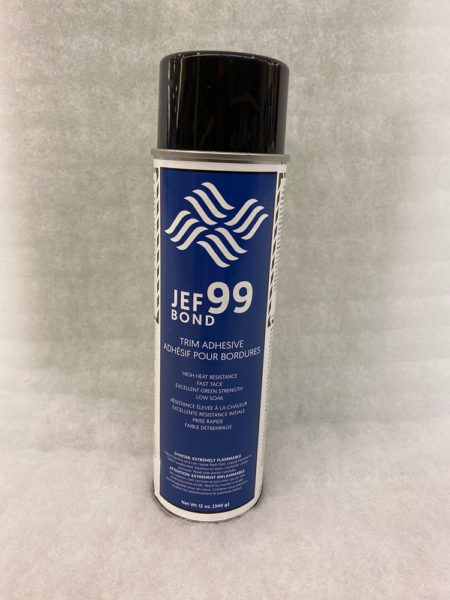 JEF 99
BOND
TRIM ADHESIVE
ADHÉSIF POUR BORDURES
HIGH HEAT RESISTANCE
FAST TACK
EXCELLENT GREEN STRENGTH
LOW SOAK
RÉSISTANCE ÉLEVÉE À LA CHALEUR
EXCELLENTE RÉSISTANCE INITIALE
PRISE RAPIDE
FAIBLE DÉTREMPAGE
DANGER: EXTREMELY FLAMMABLE
ATTENTION: EXTRÊMENT INFLAMMABLE
Net Wt 12 oz. (340 g)